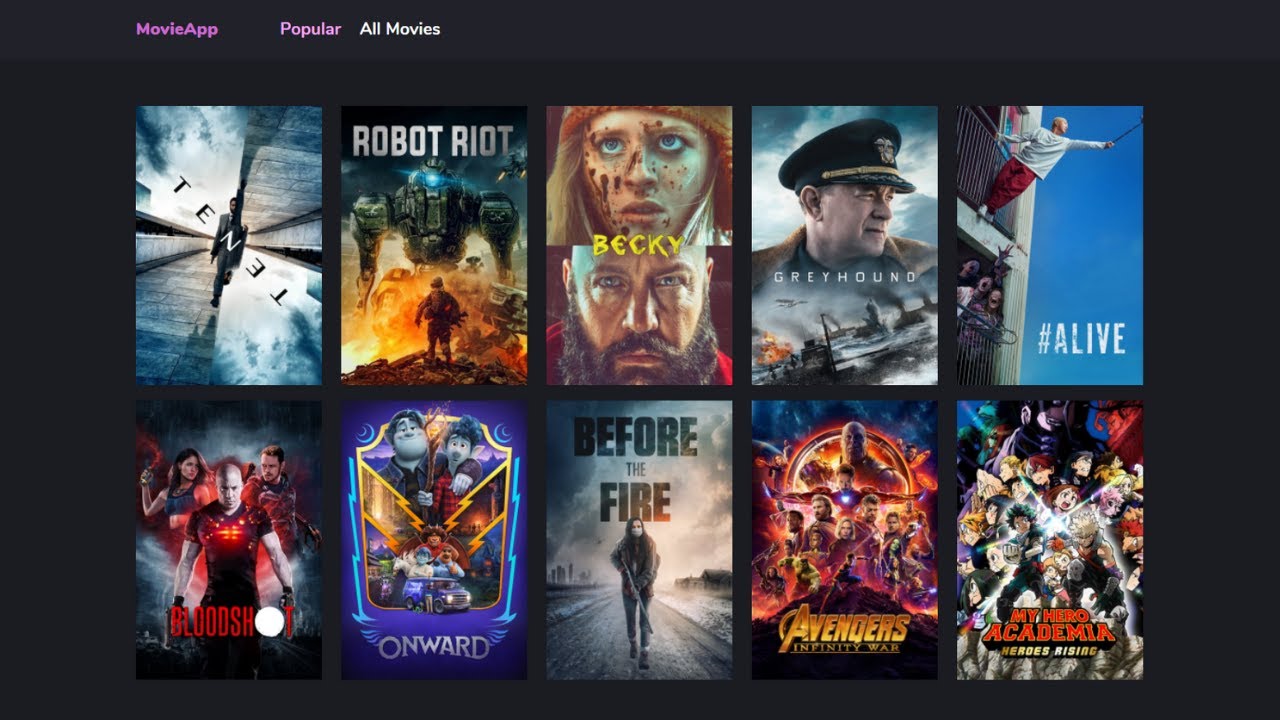 MovieApp
Popular
All Movies
TENET
ROBOT RIOT
BECKY
GREYHOUND
#ALIVE
BLOODSHOT
ONWARD
BEFORE
THE
FIRE
AVENGERS
INFINITY WAR
MY HERO
ACADEMIA
HEROES RISING